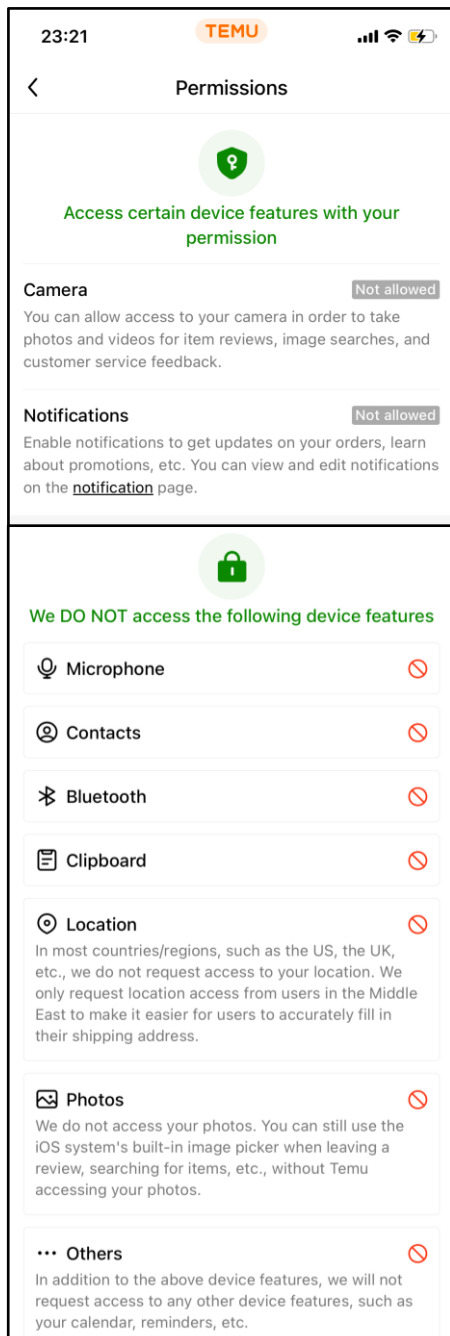 23:21
TEMU
Permissions
Access certain device features with your
permission
Camera
Not allowed
You can allow access to your camera in order to take
photos and videos for item reviews, image searches, and
customer service feedback.
Notifications
Not allowed
Enable notifications to get updates on your orders, learn
about promotions, etc. You can view and edit notifications
on the notification page.
We DO NOT access the following device features
Microphone
Contacts
Bluetooth
Clipboard
Location
In most countries/regions, such as the US, the UK,
etc., we do not request access to your location. We
only request location access from users in the Middle
East to make it easier for users to accurately fill in
their shipping address.
Photos
We do not access your photos. You can still use the
iOS system's built-in image picker when leaving a
review, searching for items, etc., without Temu
accessing your photos.
Others
In addition to the above device features, we will not
request access to any other device features, such as
your calendar, reminders, etc.